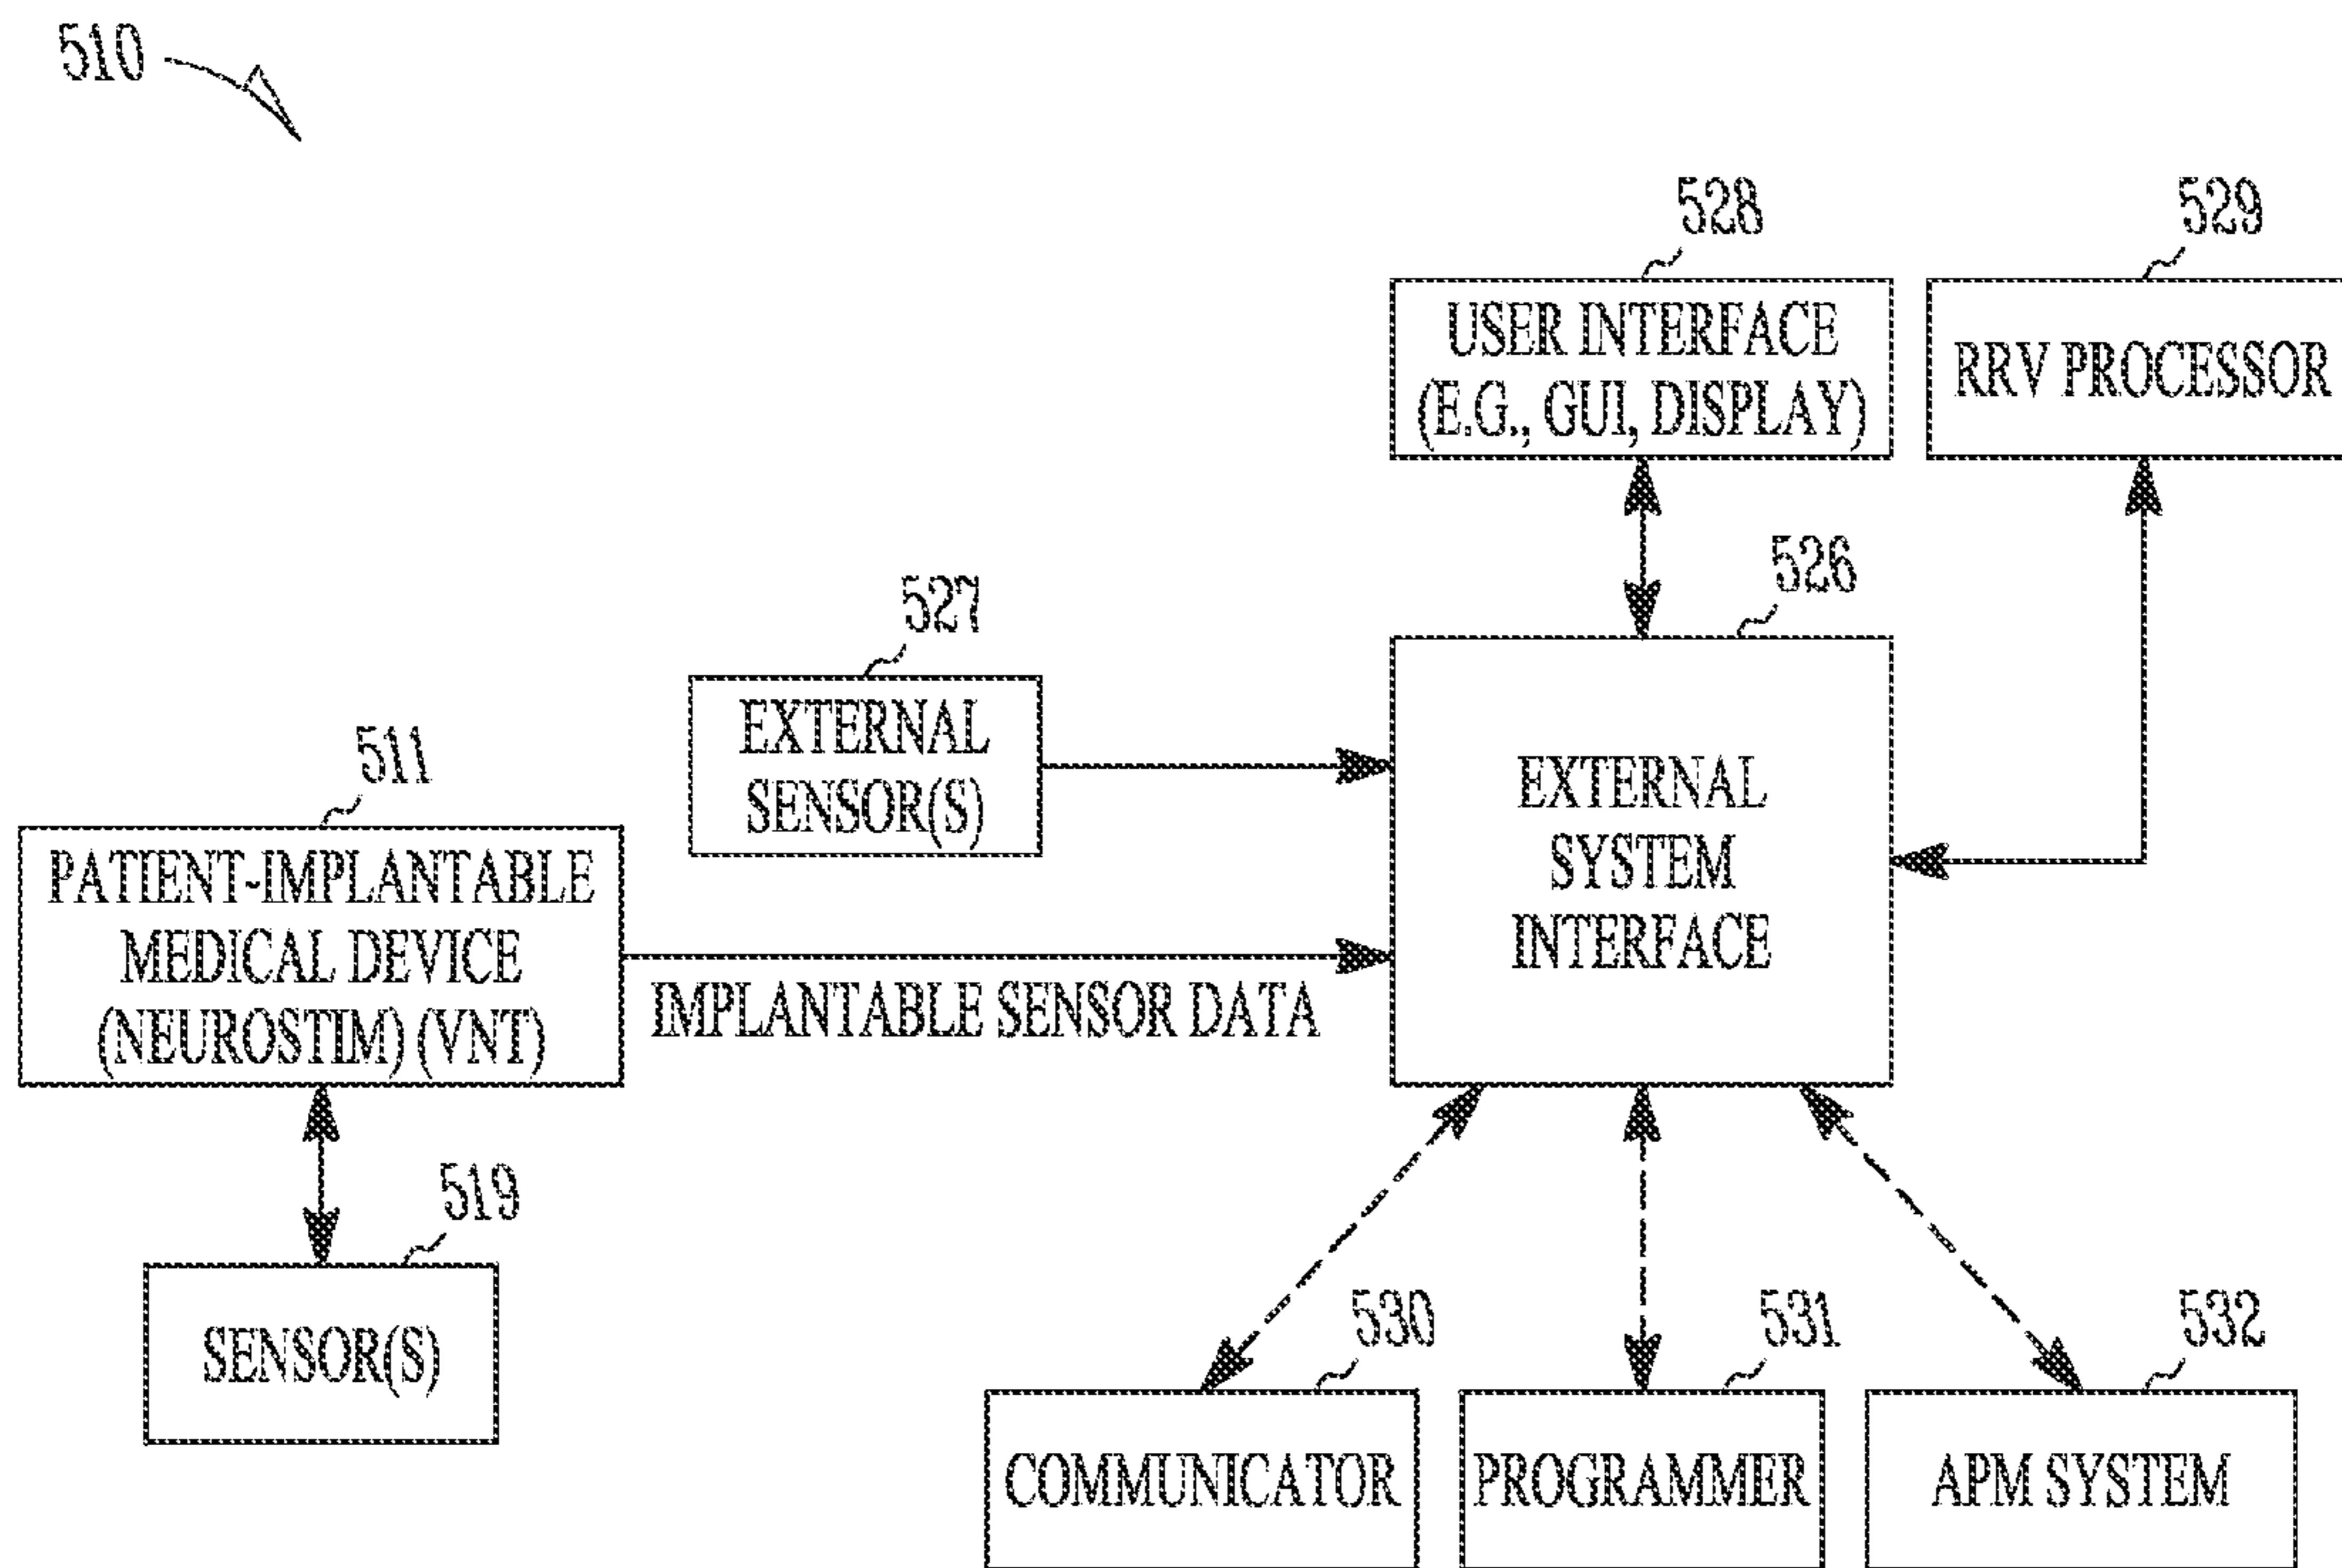 510
528
529
USER INTERFACE
(E.G., GUI, DISPLAY)
RRV PROCESSOR
526
527
EXTERNAL
SENSOR(S)
EXTERNAL
SYSTEM
INTERFACE
511
PATIENT-IMPLANTABLE
MEDICAL DEVICE
(NEUROSTIM) (VNT)
IMPLANTABLE SENSOR DATA
519
SENSOR(S)
530
531
532
COMMUNICATOR
PROGRAMMER
APM SYSTEM